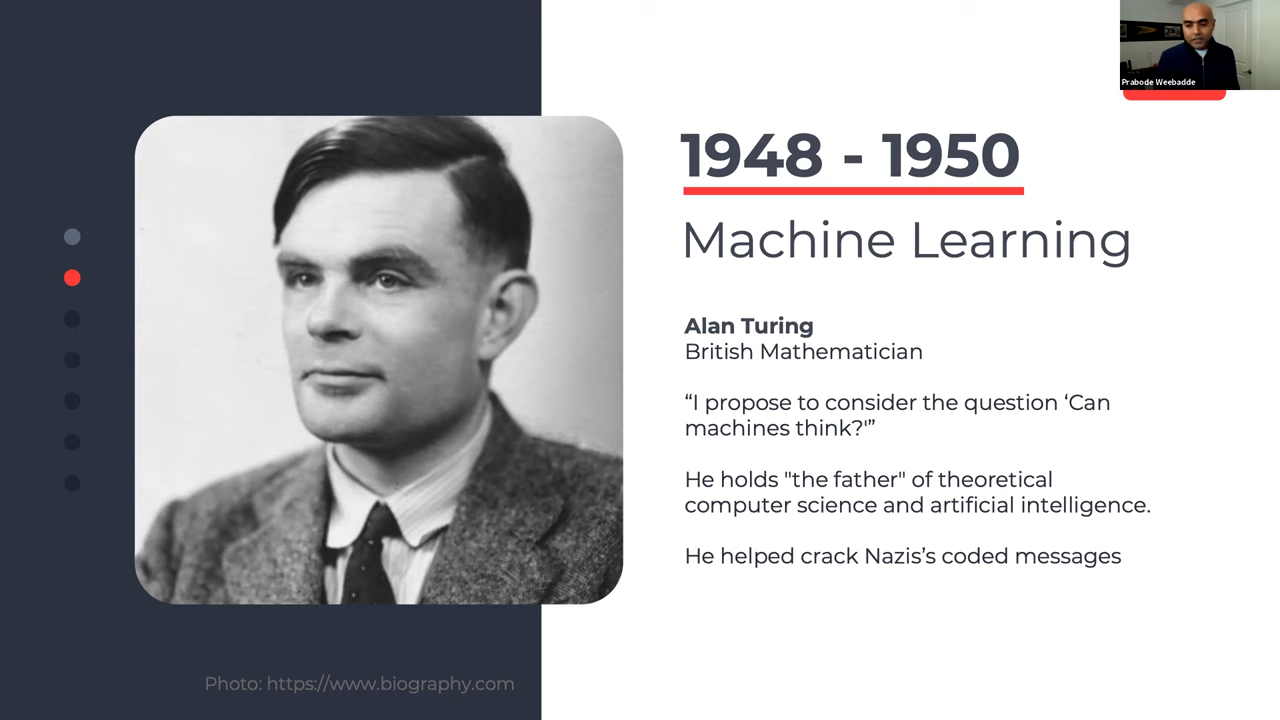 Prabode Weebadde
1948 - 1950
Machine Learning
Alan Turing
British Mathematician
“I propose to consider the question ‘Can
machines think?'”
He holds "the father" of theoretical
computer science and artificial intelligence.
He helped crack Nazis’s coded messages
Photo: https://www.biography.com